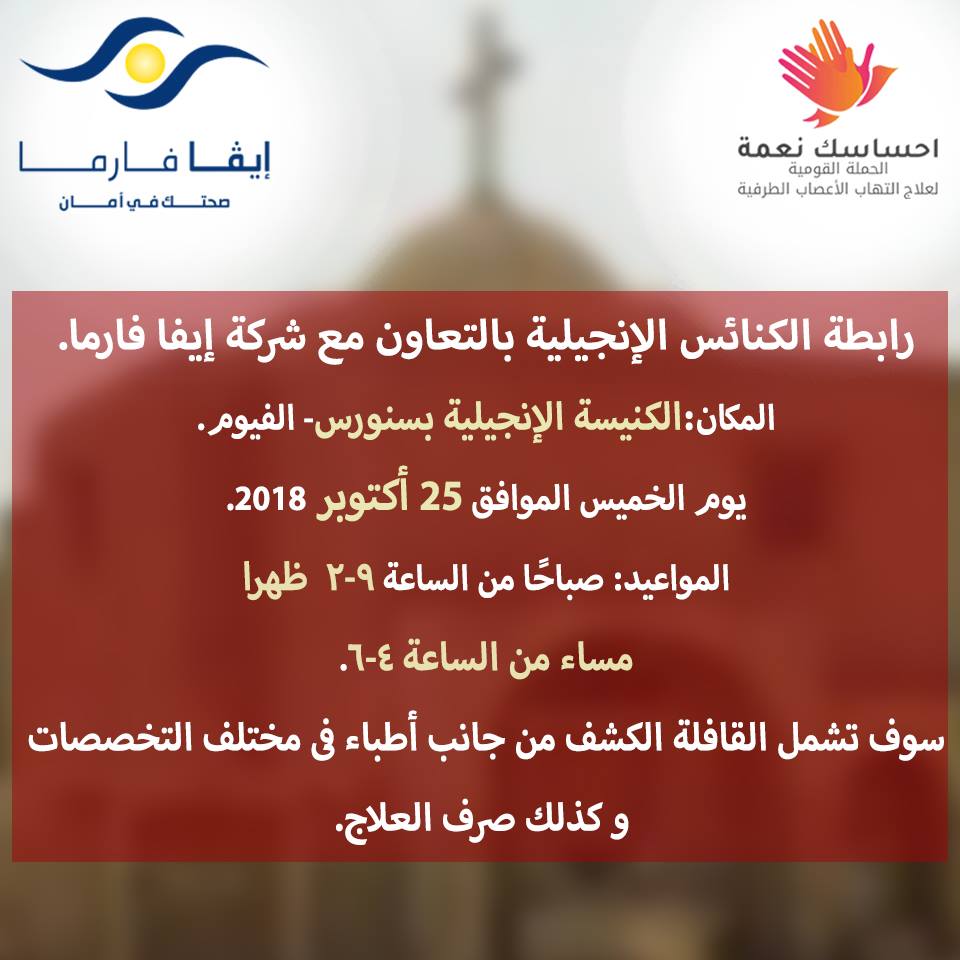 إيڤا فارما
صحتك في أمان
احساسك نعمة
الحملة القومية
لعلاج التهاب الأعصاب الطرفية
رابطة الكنائس الإنجيلية بالتعاون مع شركة إيفا فارما.
المكان:الكنيسة الإنجيلية بسنورس- الفيوم.
يوم الخميس الموافق 25 أكتوبر 2018.
المواعيد: صباحًا من الساعة ٩-٢ ظهرا
مساء من الساعة ٤-٦.
سوف تشمل القافلة الكشف من جانب أطباء فى مختلف التخصصات
و كذلك صرف العلاج.